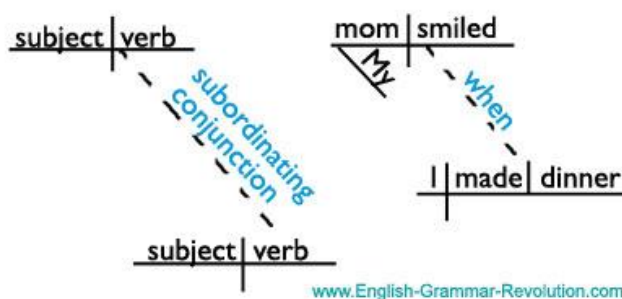 subject verb
subordinating
conjunction
subject verb
mom smiled
My
when
I made dinner
www.English-Grammar-Revolution.com